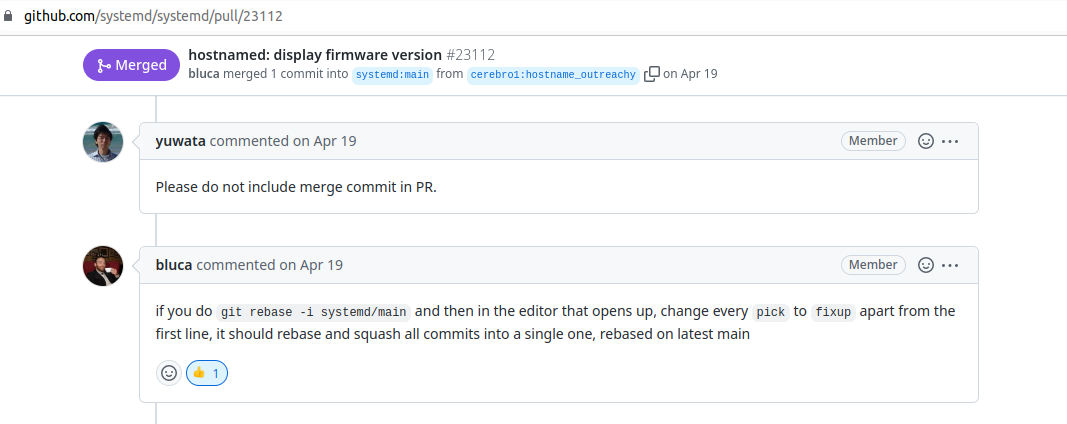 github.com/systemd/systemd/pull/23112
Merged
hostnamed: display firmware version #23112
bluca merged 1 commit into systemd:main from cerebro1:hostname_outreachy on Apr 19
yuwata commented on Apr 19 Member
Please do not include merge commit in PR.
bluca commented on Apr 19 Member
if you do git rebase -i systemd/main and then in the editor that opens up, change every pick to fixup apart from the
first line, it should rebase and squash all commits into a single one, rebased on latest main
👍 1